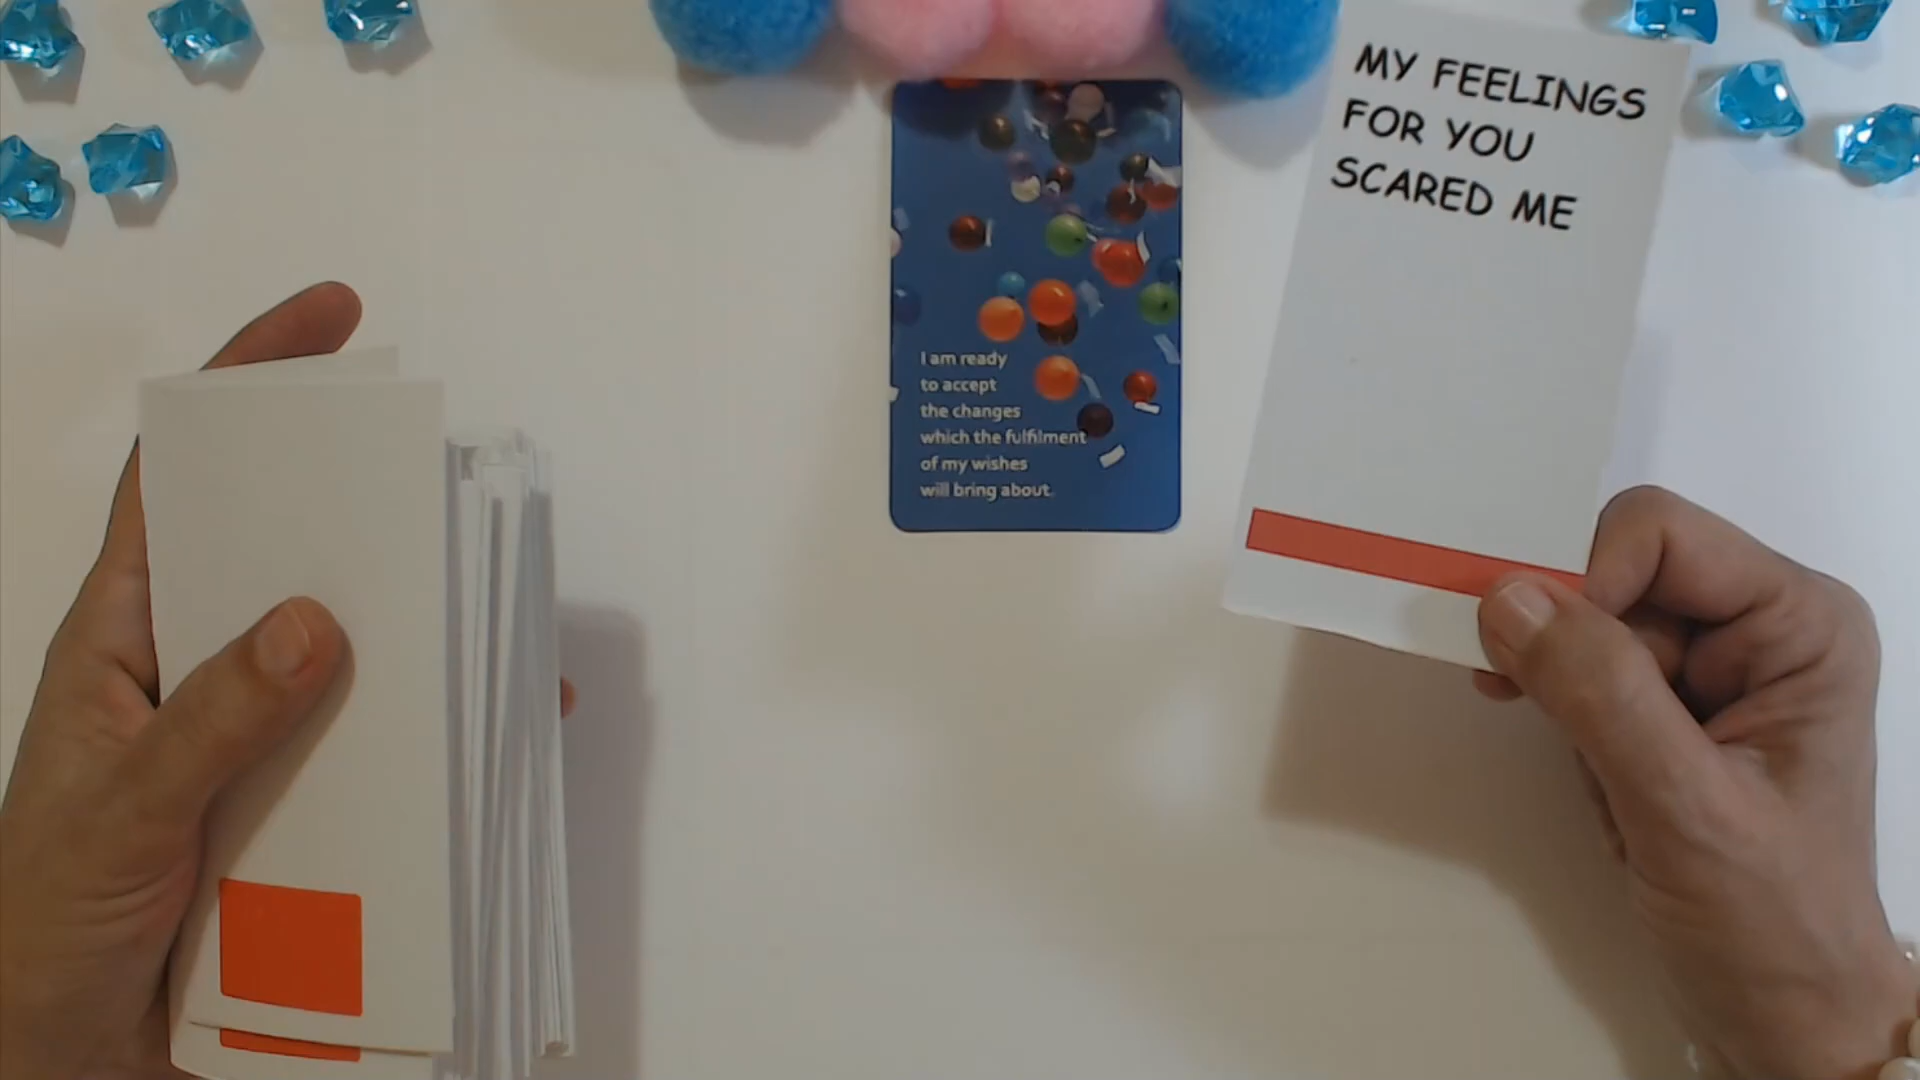 MY FEELINGS
FOR YOU
SCARED ME
I am ready
to accept
the changes
which the fulfilment
of my wishes
will bring about.